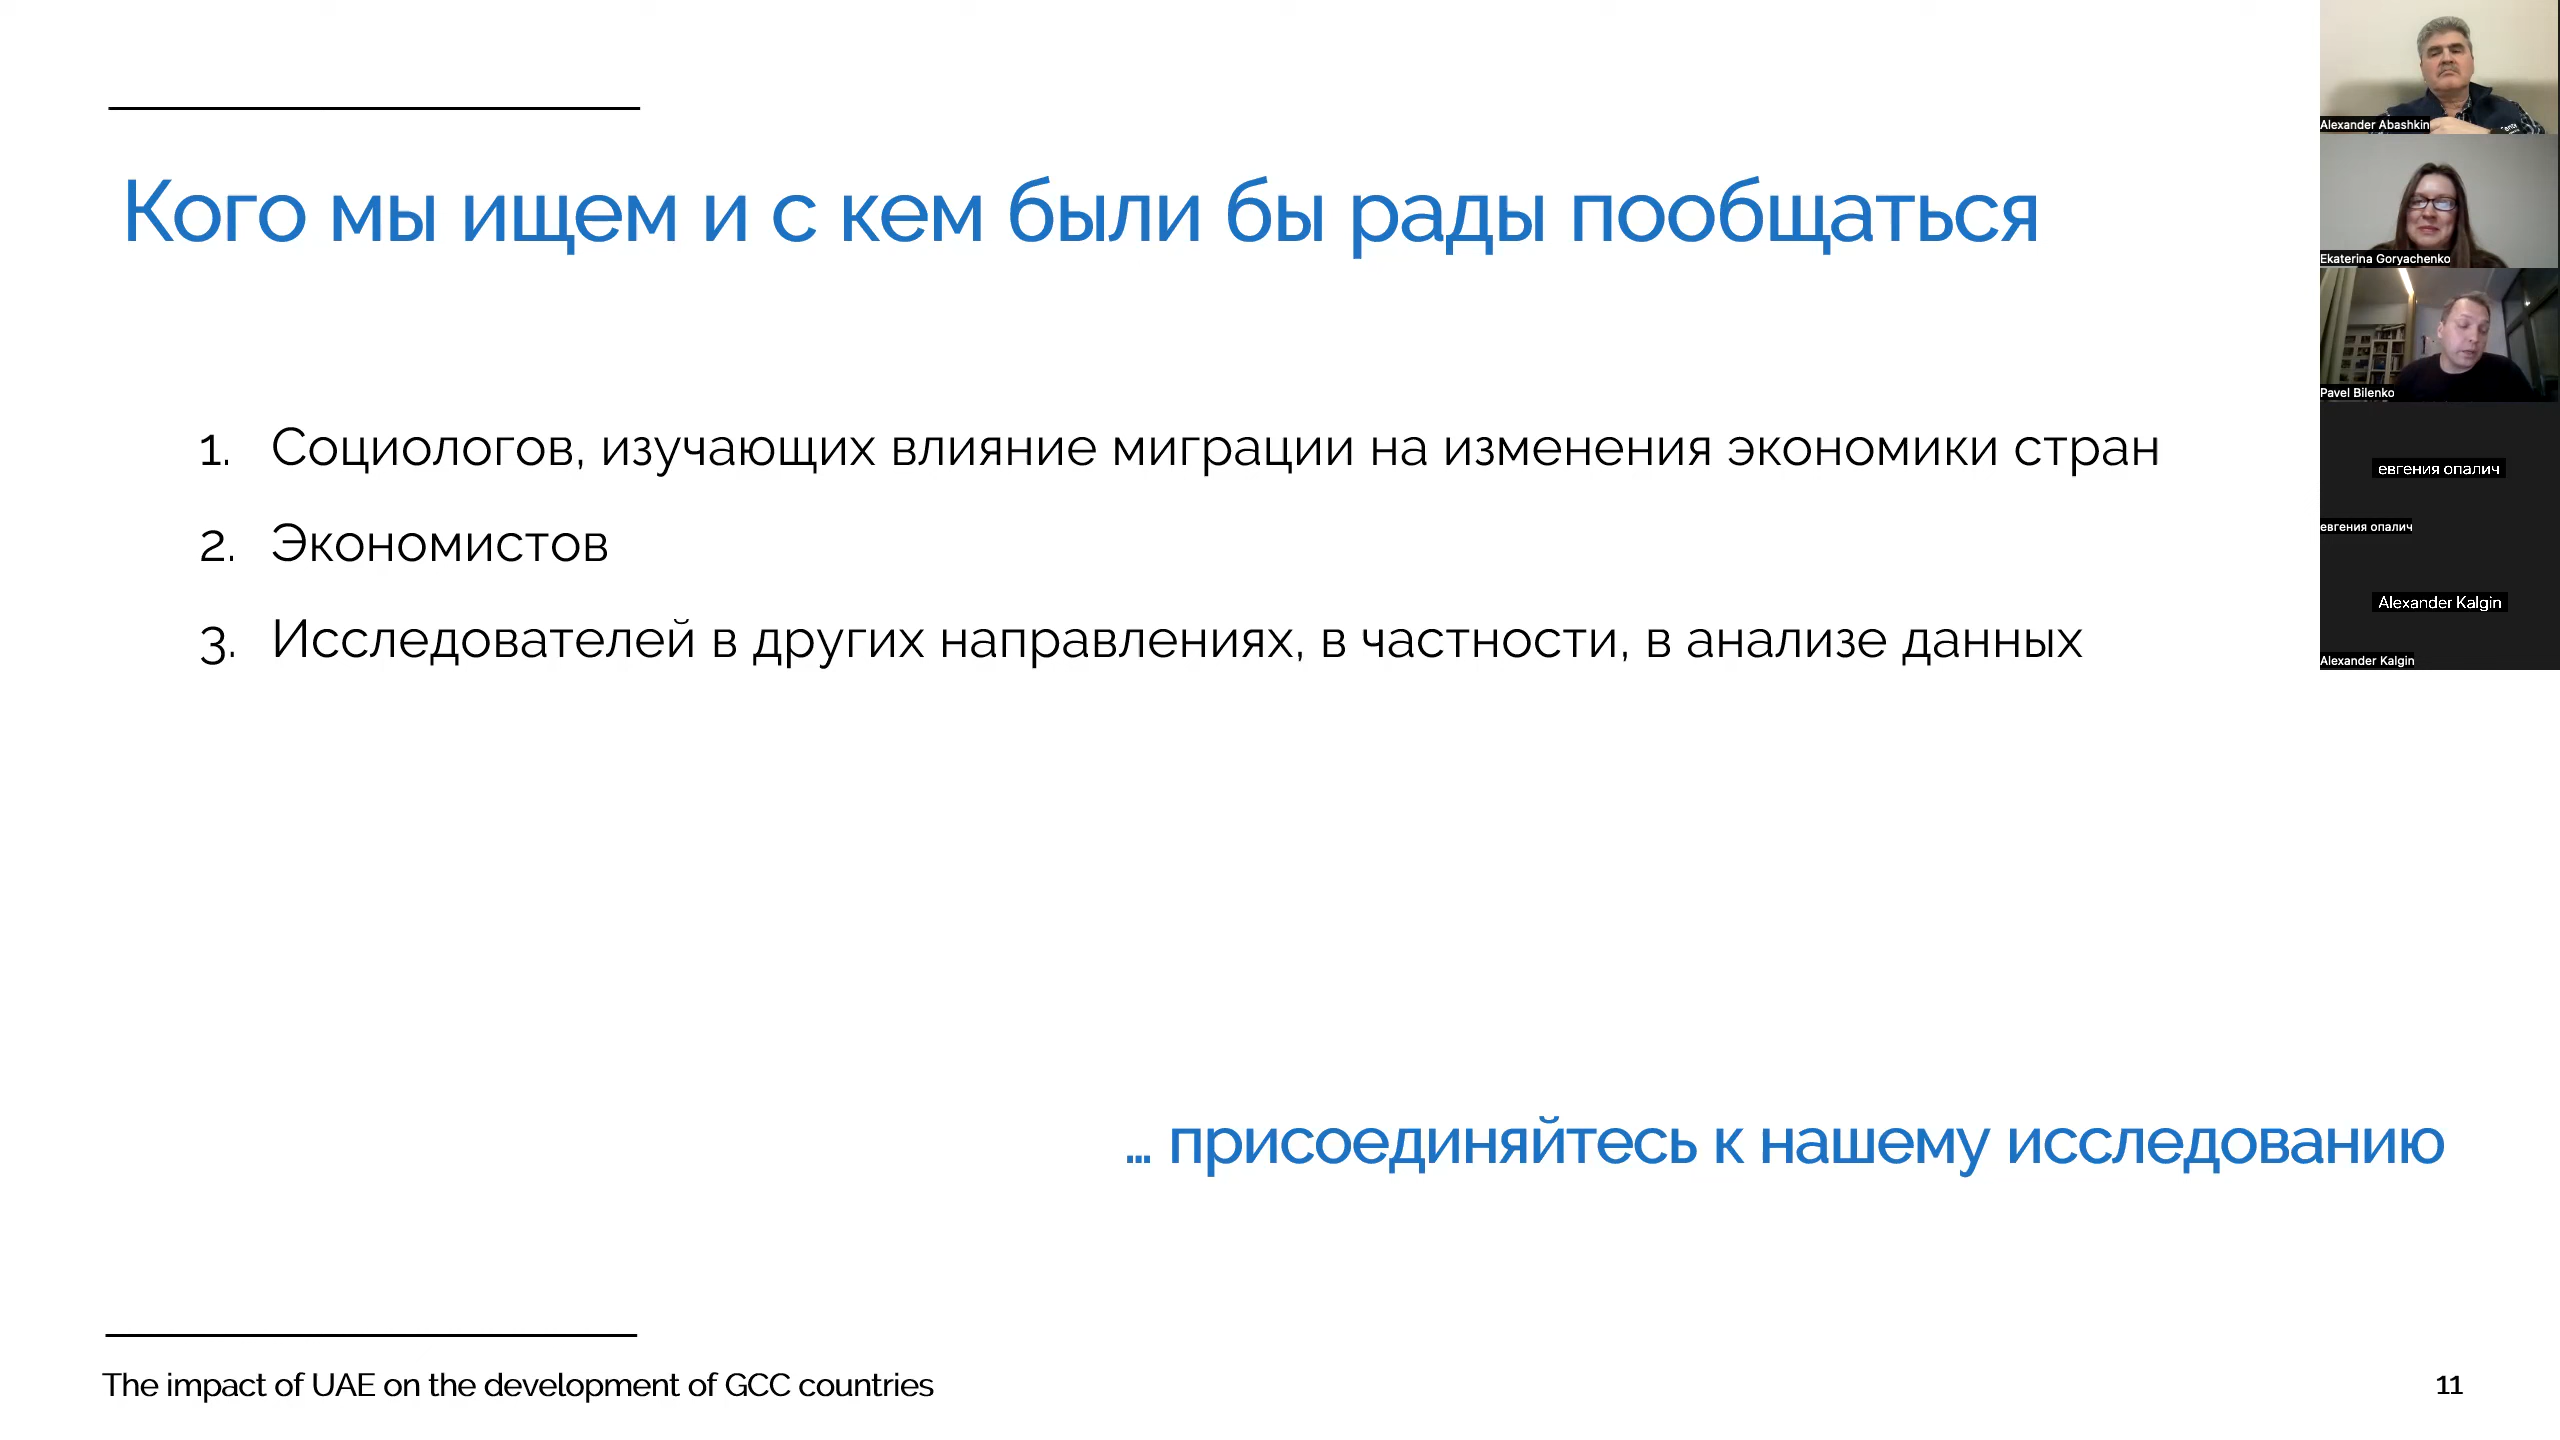 Кого мы ищем и с кем были бы рады пообщаться
1. Социологов, изучающих влияние миграции на изменения экономики стран
2. Экономистов
3. Исследователей в других направлениях, в частности, в анализе данных
... присоединяйтесь к нашему исследованию
The impact of UAE on the development of GCC countries
11
Alexander Abashkin
Ekaterina Goryachenko
Pavel Bilenko
евгения опалич
евгения опалич
Alexander Kalgin
Alexander Kalgin